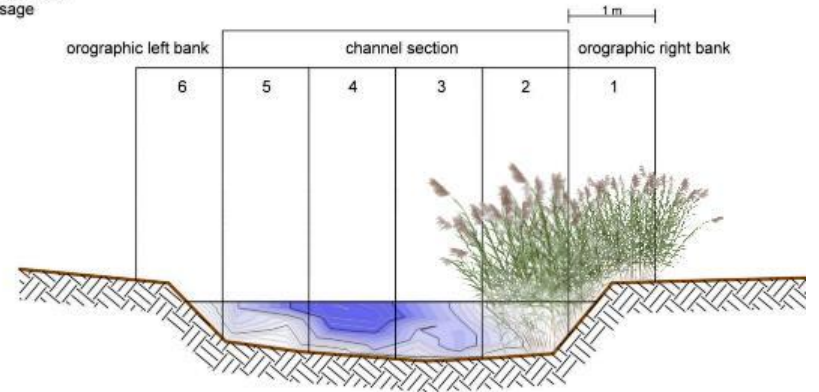 sage
1 m
orographic left bank channel section orographic right bank
6 5 4 3 2 1